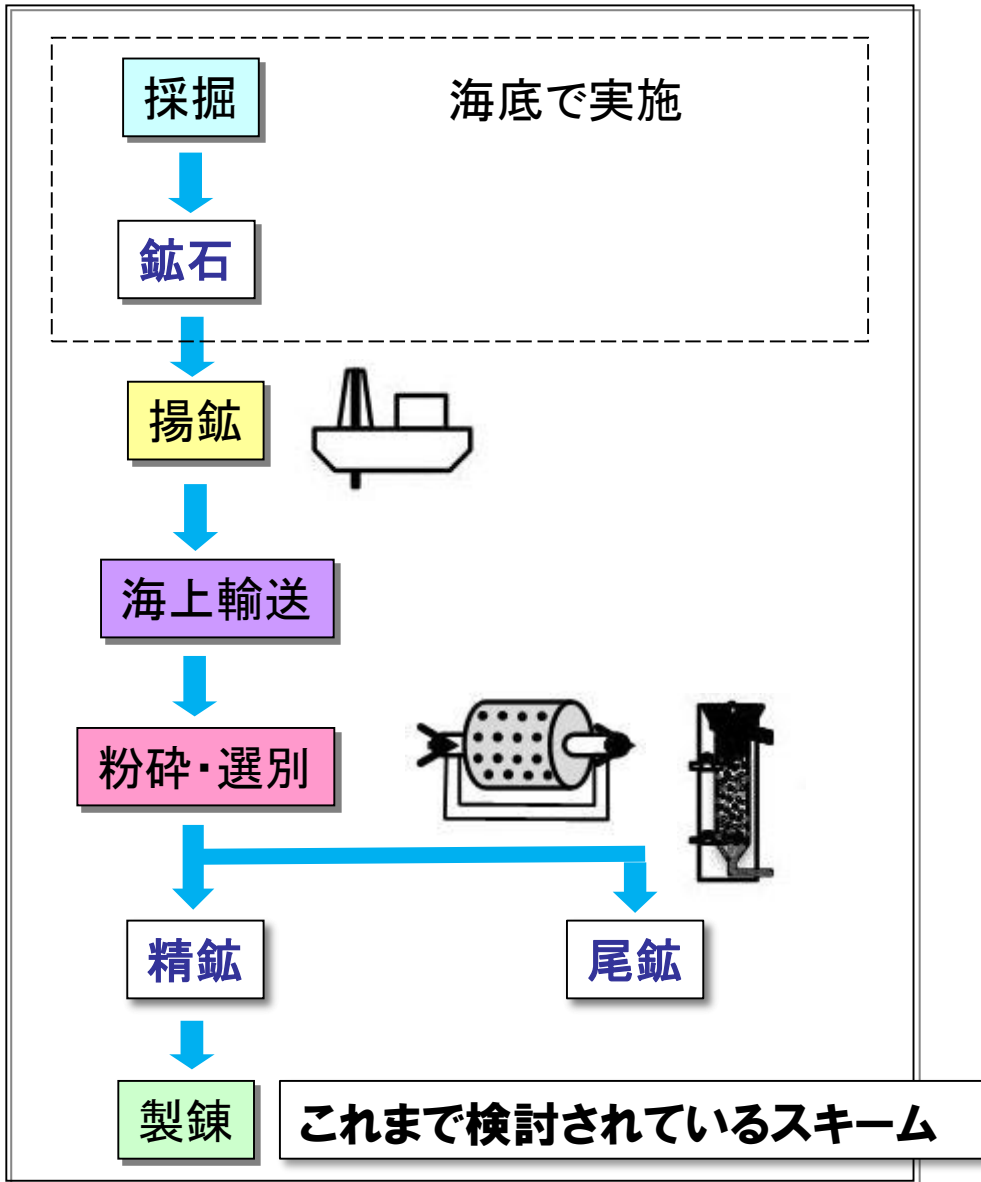 採掘
海底で実施
鉱石
揚鉱
海上輸送
粉砕・選別
精鉱
尾鉱
製錬
これまで検討されているスキーム